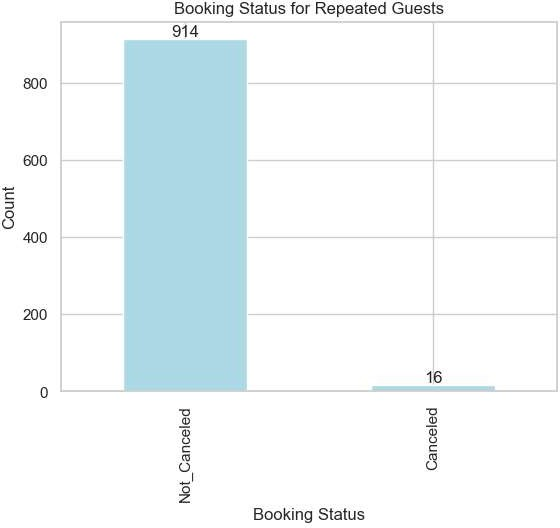 Booking Status for Repeated Guests
914
800
600
400
200
0
16
Count
Not_Canceled
Canceled
Booking Status